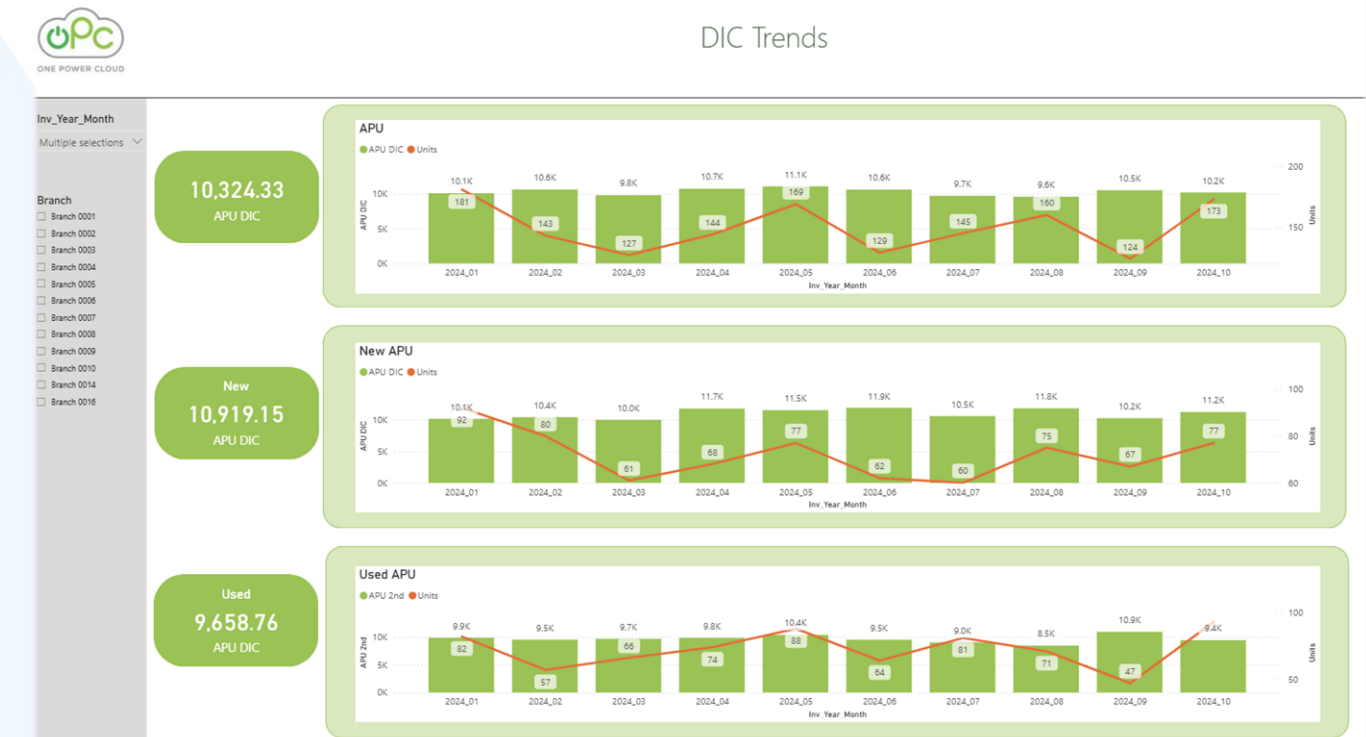 OPC
ONE POWER CLOUD
DIC Trends
Inv_Year_Month
Multiple selections
Branch
Branch 0001
Branch 0002
Branch 0003
Branch 0004
Branch 0005
Branch 0006
Branch 0007
Branch 0008
Branch 0009
Branch 0010
Branch 0014
Branch 0016
10,324.33
APU DIC
APU
APU DIC Units
APU DIC
10K
5K
0K
10.1K 10.6K 9.8K 10.7K 11.1K 10.6K 9.7K 9.6K 10.5K 10.2K
181 143 127 144 169 129 145 160 124 173
200
150
Units
2024_01 2024_02 2024_03 2024_04 2024_05 2024_06 2024_07 2024_08 2024_09 2024_10
Inv_Year_Month
New
10,919.15
APU DIC
New APU
APU DIC Units
APU DIC
10K
5K
0K
10.1K 10.4K 10.0K 11.7K 11.5K 11.9K 10.5K 11.8K 10.2K 11.2K
92 80 61 68 77 62 60 75 67 77
100
80
60
Units
2024_01 2024_02 2024_03 2024_04 2024_05 2024_06 2024_07 2024_08 2024_09 2024_10
Inv_Year_Month
Used
9,658.76
APU DIC
Used APU
APU 2nd Units
APU 2nd
10K
5K
0K
9.9K 9.5K 9.7K 9.8K 10.4K 9.5K 9.0K 8.5K 10.9K 9.4K
82 57 66 74 88 64 81 71 47
100
50
Units
2024_01 2024_02 2024_03 2024_04 2024_05 2024_06 2024_07 2024_08 2024_09 2024_10
Inv_Year_Month